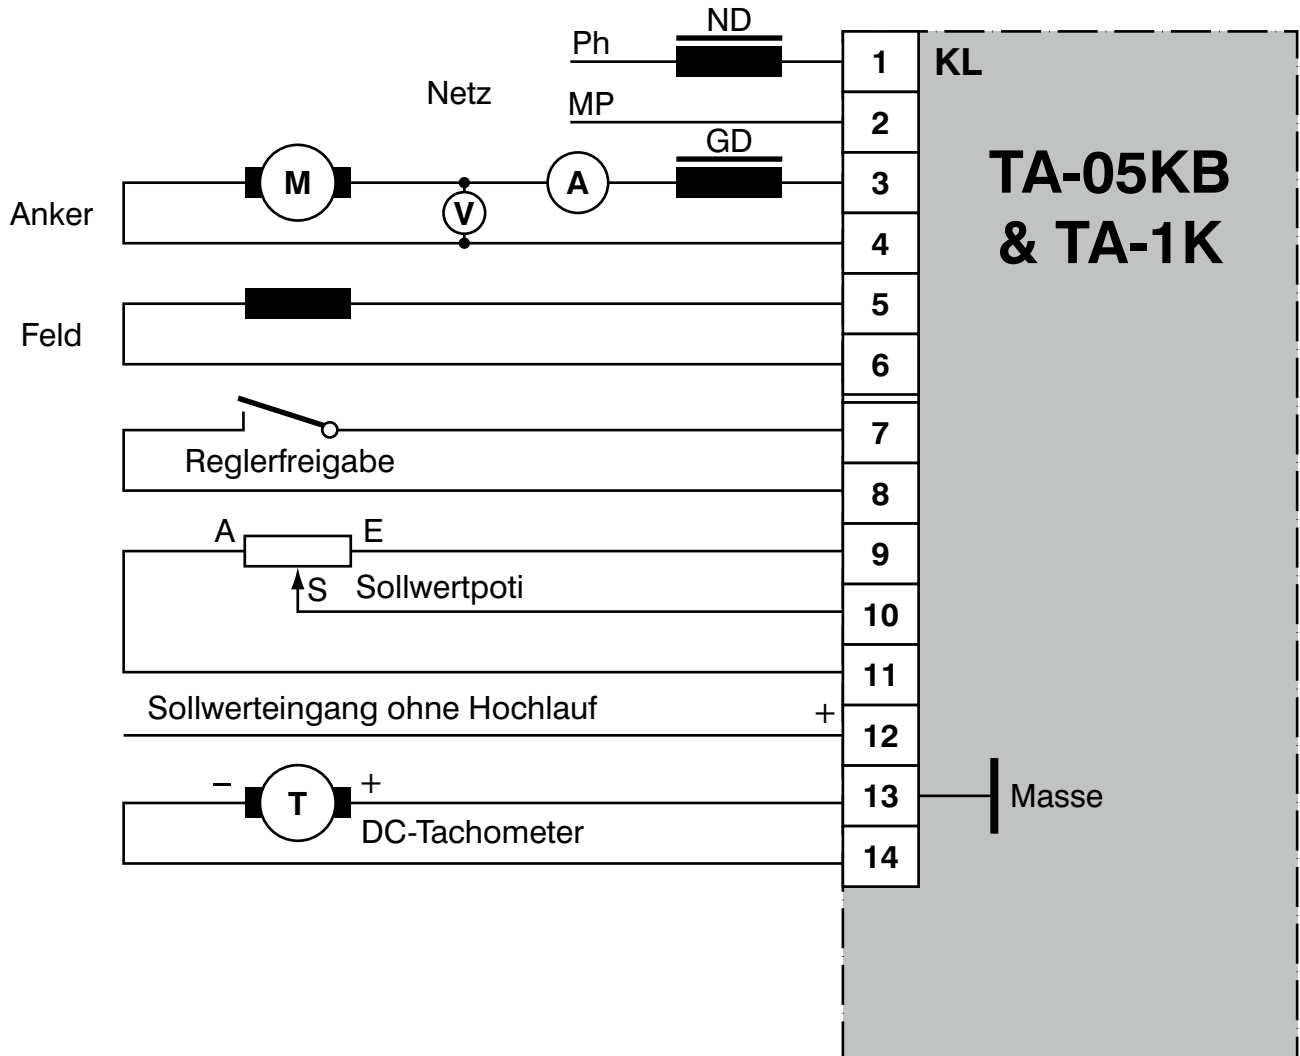 ND
Ph
1
KL
Netz
MP
2
GD
TA-05KB
& TA-1K
M
A
3
Anker
V
4
5
Feld
6
7
Reglerfreigabe
8
A
E
9
S
Sollwertpoti
10
11
Sollwerteingang ohne Hochlauf
+
12
–
T
+
13
Masse
DC-Tachometer
14